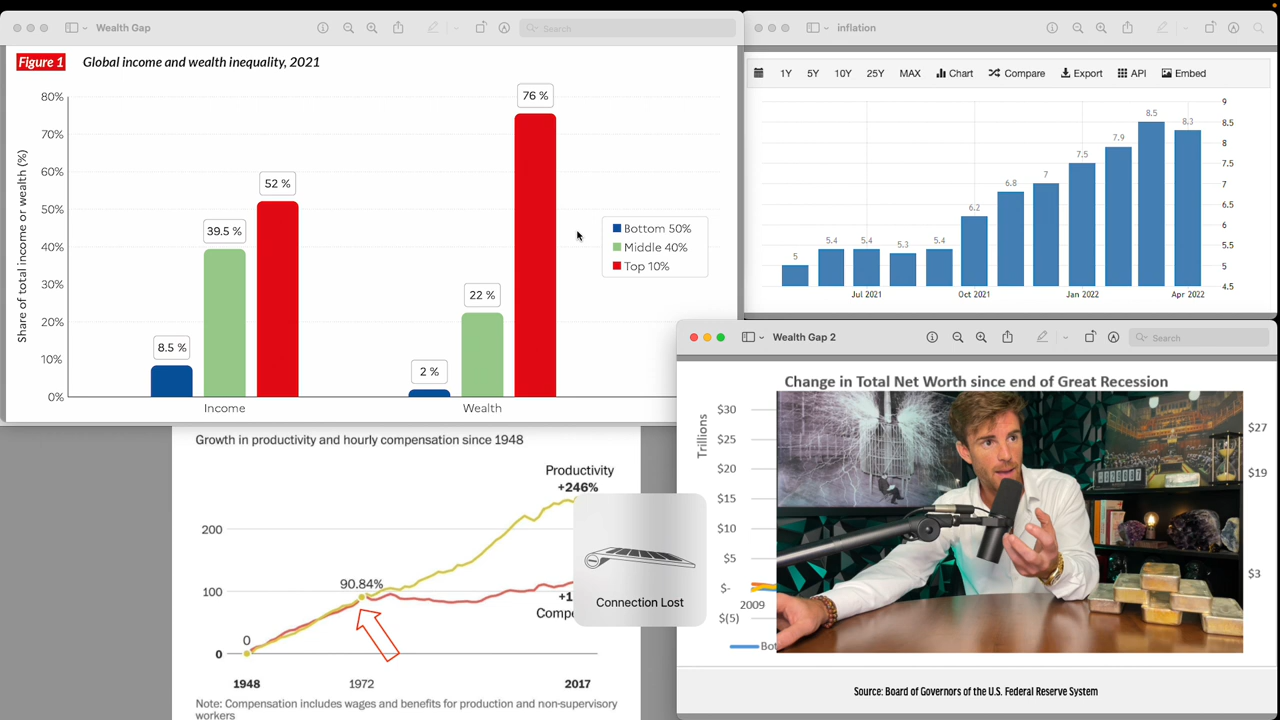 Wealth Gap
Search
Figure 1
Global income and wealth inequality, 2021
Share of total income or wealth (%)
80%
70%
60%
50%
40%
30%
20%
10%
0%
8.5 %
39.5 %
52 %
2 %
22 %
76 %
Income
Wealth
Bottom 50%
Middle 40%
Top 10%
inflation
1Y 5Y 10Y 25Y MAX Chart Compare Export API Embed
9
8.5
8
7.5
7
6.5
6
5.5
5
4.5
5
5.4
5.4
5.3
5.4
6.2
6.8
7
7.5
7.9
8.5
8.3
Jul 2021
Oct 2021
Jan 2022
Apr 2022
Growth in productivity and hourly compensation since 1948
Productivity
+246%
200
100
0
90.84%
0
+1
Comp
1948
1972
2017
Note: Compensation includes wages and benefits for production and non-supervisory
workers
Connection Lost
Wealth Gap 2
Search
Change in Total Net Worth since end of Great Recession
Trillions
$30
$25
$20
$15
$10
$5
$-
$(5)
2009
$27
$19
$3
Bot
Source: Board of Governors of the U.S. Federal Reserve System